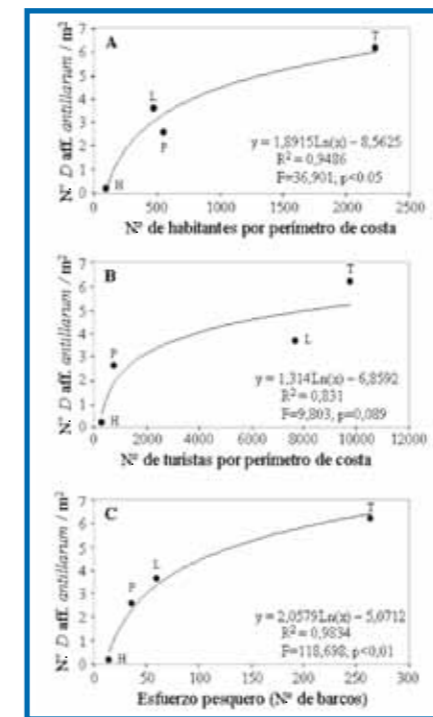 A
7
6
5
4
3
2
1
0
N.º D aff. antillarum / m²
T
L
P
H
y = 1,8915Ln(x) – 8,5625
R² = 0,9486
F=36,901; p<0.05
0 500 1000 1500 2000 2500
Nº de habitantes por perímetro de costa
B
7
6
5
4
3
2
1
0
N.º D aff. antillarum / m²
T
L
P
H
y = 1,314Ln(x) – 6,8592
R² = 0,831
F=9,803; p=0,089
0 2000 4000 6000 8000 10000 12000
Nº de turistas por perímetro de costa
C
7
6
5
4
3
2
1
0
N.º D aff. antillarum / m²
T
L
P
H
y = 2,0579Ln(x) – 5,0712
R² = 0,9834
F=118,698; p<0,01
0 50 100 150 200 250 300
Esfuerzo pesquero (Nº de barcos)